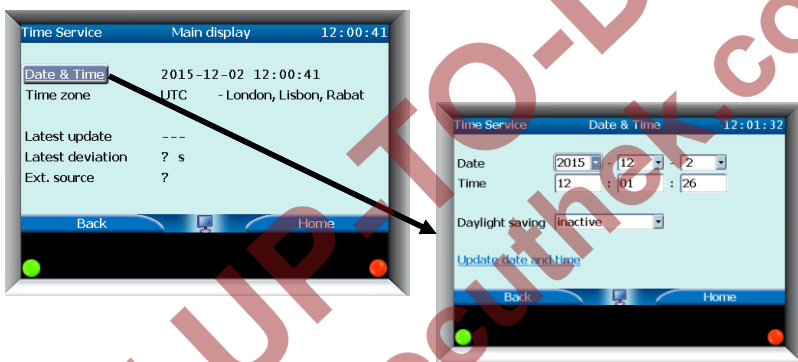 Time Service Main display 12:00:41
Date & Time 2015-12-02 12:00:41
Time zone UTC - London, Lisbon, Rabat
Latest update ---
Latest deviation ? s
Ext. source ?
Back Home
Time Service Date & Time 12:01:32
Date 2015 - 12 - 2
Time 12 : 01 : 26
Daylight saving inactive
Update date and time
Back Home
UP-TO-D